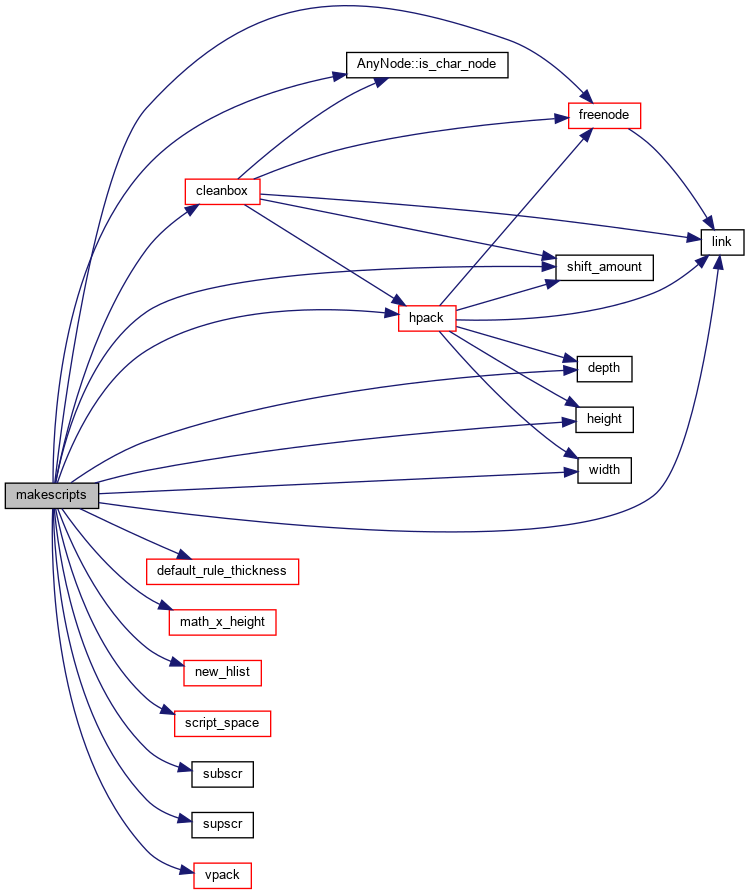 AnyNode::is_char_node
freenode
cleanbox
link
shift_amount
hpack
depth
height
width
makescripts
default_rule_thickness
math_x_height
new_hlist
script_space
subscr
supscr
vpack